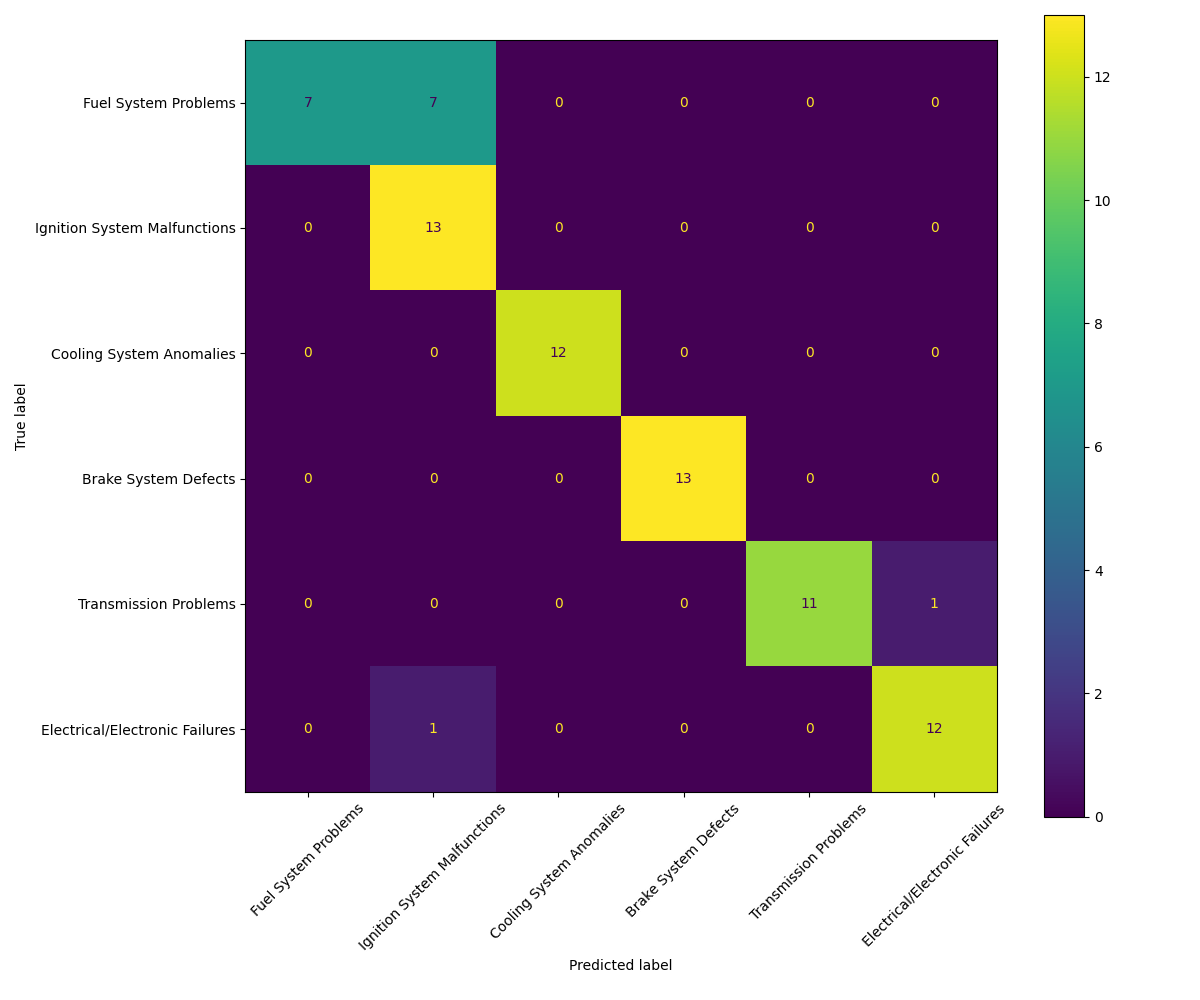 Fuel System Problems 7 7 0 0 0 0
Ignition System Malfunctions 0 13 0 0 0 0
Cooling System Anomalies 0 0 12 0 0 0
Brake System Defects 0 0 0 13 0 0
Transmission Problems 0 0 0 0 11 1
Electrical/Electronic Failures 0 1 0 0 0 12
True label
Fuel System Problems
Ignition System Malfunctions
Cooling System Anomalies
Brake System Defects
Transmission Problems
Electrical/Electronic Failures
Predicted label
12
10
8
6
4
2
0